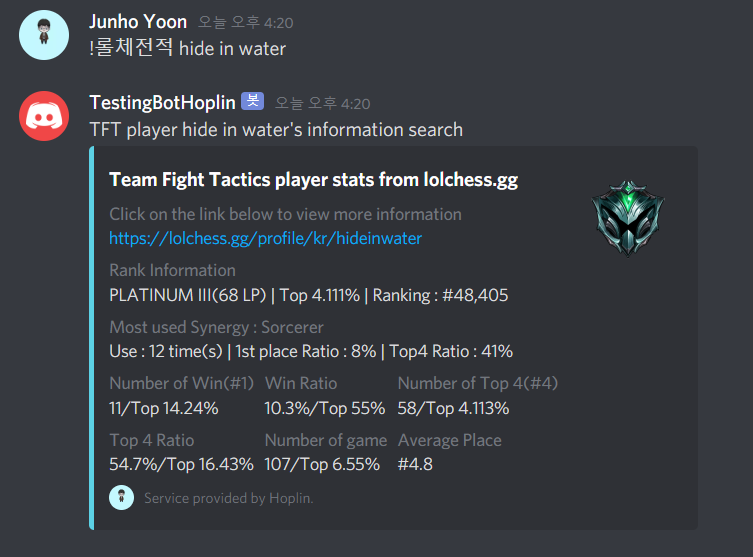 Junho Yoon 오늘 오후 4:20
!롤체전적 hide in water
TestingBotHoplin 봇 오늘 오후 4:20
TFT player hide in water's information search
Team Fight Tactics player stats from lolchess.gg
Click on the link below to view more information
https://lolchess.gg/profile/kr/hideinwater
Rank Information
PLATINUM III(68 LP) | Top 4.111% | Ranking : #48,405
Most used Synergy : Sorcerer
Use : 12 time(s) | 1st place Ratio : 8% | Top4 Ratio : 41%
Number of Win(#1) Win Ratio Number of Top 4(#4)
11/Top 14.24% 10.3%/Top 55% 58/Top 4.113%
Top 4 Ratio Number of game Average Place
54.7%/Top 16.43% 107/Top 6.55% #4.8
Service provided by Hoplin.